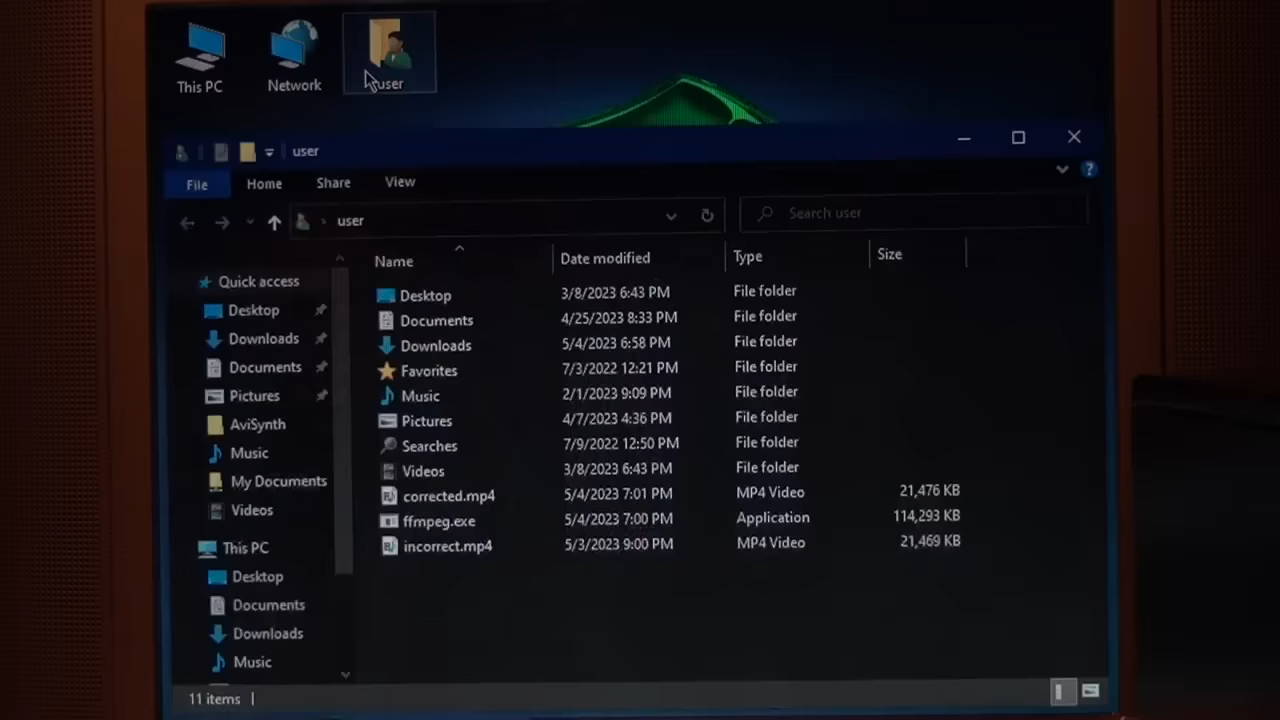 This PC
Network
user
user
File
Home
Share
View
user
Search user
Name
Date modified
Type
Size
Quick access
Desktop
Downloads
Documents
Pictures
AviSynth
Music
My Documents
Videos
This PC
Desktop
Documents
Downloads
Music
Desktop 3/8/2023 6:43 PM File folder
Documents 4/25/2023 8:33 PM File folder
Downloads 5/4/2023 6:58 PM File folder
Favorites 7/3/2022 12:21 PM File folder
Music 2/1/2023 9:09 PM File folder
Pictures 4/7/2023 4:36 PM File folder
Searches 7/9/2022 12:50 PM File folder
Videos 3/8/2023 6:43 PM File folder
corrected.mp4 5/4/2023 7:01 PM MP4 Video 21,476 KB
ffmpeg.exe 5/4/2023 7:00 PM Application 114,293 KB
incorrect.mp4 5/3/2023 9:00 PM MP4 Video 21,469 KB
11 items